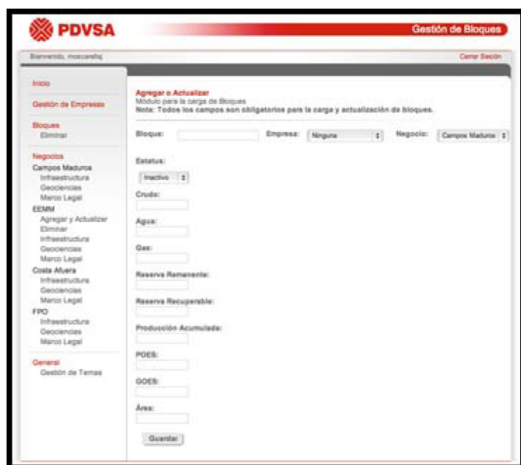 PDVSA
Gestión de Bloques
Bienvenido, moscarellaj
Cerrar Sesión
Inicio
Gestión de Empresas
Bloques
Eliminar
Negocios
Campos Maduros
Infraestructura
Geociencias
Marco Legal
EEMM
Agregar y Actualizar
Eliminar
Infraestructura
Geociencias
Marco Legal
Costa Afuera
Infraestructura
Geociencias
Marco Legal
FPO
Infraestructura
Geociencias
Marco Legal
General
Gestión de Temas
Agregar o Actualizar
Módulo para la carga de Bloques
Nota: Todos los campos son obligatorios para la carga y actualización de bloques.
Bloque: Empresa: Ninguna Negocio: Campos Maduros
Estatus:
Inactivo
Crudo:
Agua:
Gas:
Reserva Remanente:
Reserva Recuperable:
Producción Acumulada:
POES:
GOES:
Área:
Guardar